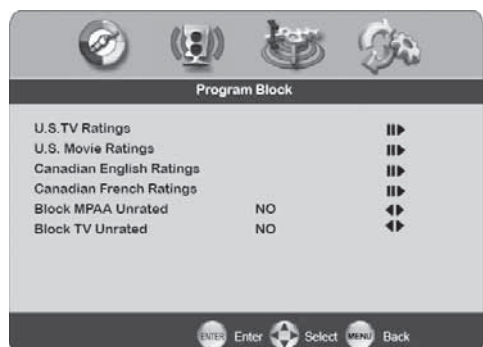 Program Block
U.S.TV Ratings
U.S. Movie Ratings
Canadian English Ratings
Canadian French Ratings
Block MPAA Unrated NO
Block TV Unrated NO
ENTER Enter Select MENU Back